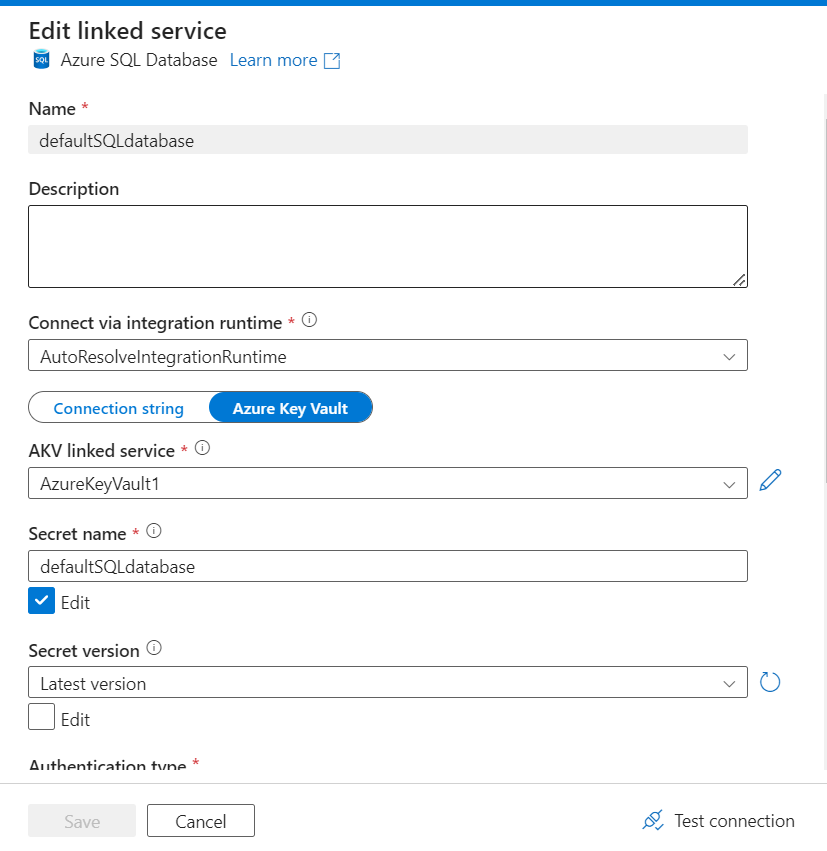 Edit linked service
SQL Azure SQL Database Learn more
Name *
defaultSQLdatabase
Description
Connect via integration runtime *
AutoResolveIntegrationRuntime
Connection string Azure Key Vault
AKV linked service *
AzureKeyVault1
Secret name *
defaultSQLdatabase
Edit
Secret version
Latest version
Edit
Authentication type *
Save Cancel Test connection